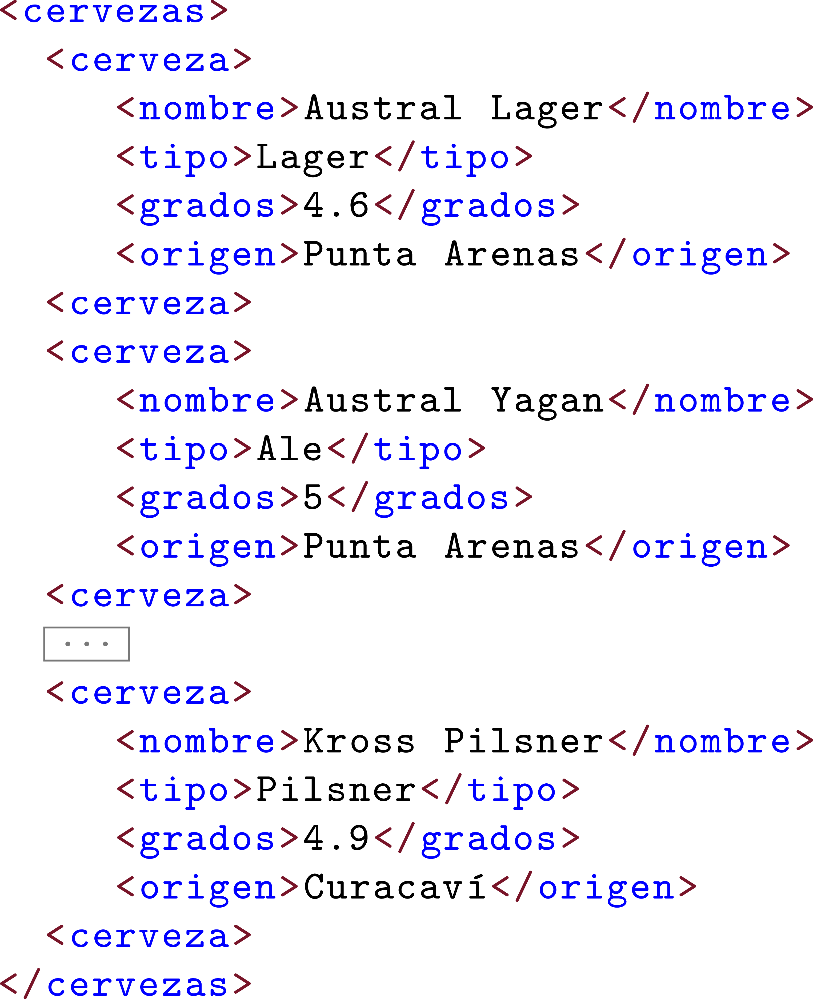 <cervezas>
<cerveza>
<nombre>Austral Lager</nombre>
<tipo>Lager</tipo>
<grados>4.6</grados>
<origen>Punta Arenas</origen>
<cerveza>
<cerveza>
<nombre>Austral Yagan</nombre>
<tipo>Ale</tipo>
<grados>5</grados>
<origen>Punta Arenas</origen>
<cerveza>
...
<cerveza>
<nombre>Kross Pilsner</nombre>
<tipo>Pilsner</tipo>
<grados>4.9</grados>
<origen>Curacaví</origen>
<cerveza>
</cervezas>